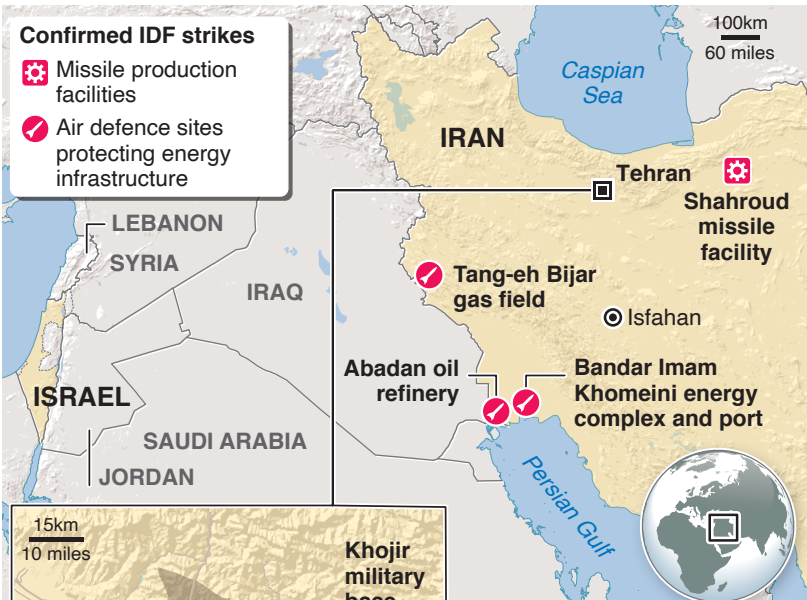 Confirmed IDF strikes
Missile production
facilities
Air defence sites
protecting energy
infrastructure
100km
60 miles
Caspian
Sea
IRAN
Tehran
Shahroud
missile
facility
LEBANON
SYRIA
IRAQ
Tang-eh Bijar
gas field
Isfahan
Abadan oil
refinery
Bandar Imam
Khomeini energy
complex and port
ISRAEL
SAUDI ARABIA
JORDAN
Persian Gulf
15km
10 miles
Khojir
military
base